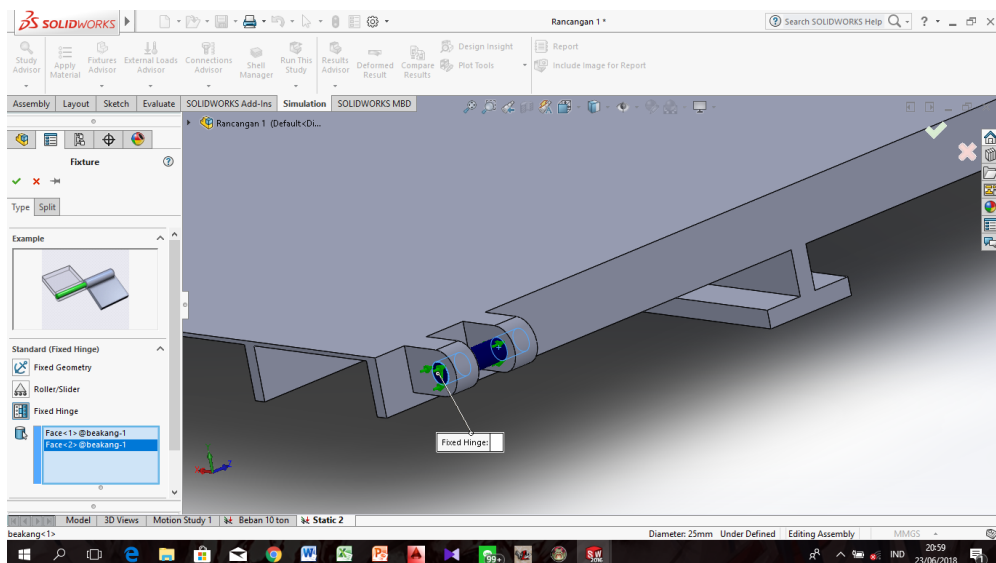 SOLIDWORKS
Rancangan 1 *
Search SOLIDWORKS Help
Study Advisor
Apply Material
Fixtures Advisor
External Loads Advisor
Connections Advisor
Shell Manager
Run This Study
Results Advisor
Deformed Result
Compare Results
Design Insight
Plot Tools
Report
Include Image for Report
Assembly Layout Sketch Evaluate SOLIDWORKS Add-Ins Simulation SOLIDWORKS MBD
Rancangan 1 (Default<Di...
Fixture
Type Split
Example
Standard (Fixed Hinge)
Fixed Geometry
Roller/Slider
Fixed Hinge
Face<1>@beakang-1
Face<2>@beakang-1
Fixed Hinge:
Model 3D Views Motion Study 1 Beban 10 ton Static 2
beakang<1>
Diameter: 25mm Under Defined Editing Assembly MMGS
99+
IND
20:59
23/06/2018